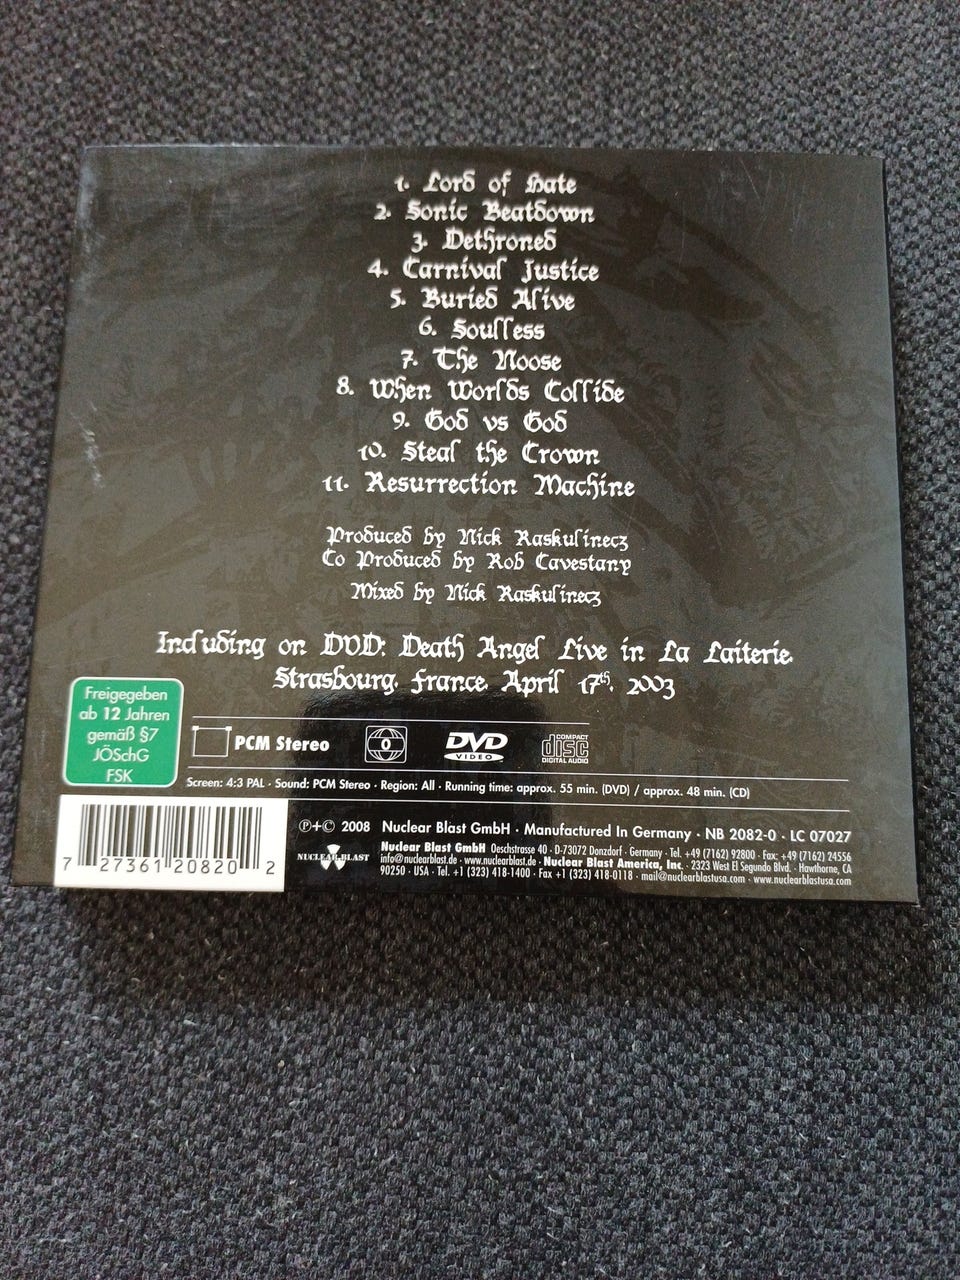 1. Lord of Hate
2. Sonic Beatdown
3. Dethroned
4. Carnival Justice
5. Buried Alive
6. Soulless
7. The Noose
8. When Worlds Collide
9. God vs God
10. Steal the Crown
11. Resurrection Machine
Produced by Nick Raskulinecz
Co Produced by Rob Cavestany
Mixed by Nick Raskulinecz
Including on DVD: Death Angel Live in La Laiterie.
Strasbourg. France. April 17th. 2003
Freigegeben
ab 12 Jahren
gemäß §7
JÖSchG
FSK
PCM Stereo
0
DVD
VIDEO
COMPACT
disc
DIGITAL AUDIO
Screen: 4:3 PAL · Sound: PCM Stereo · Region: All · Running time: approx. 55 min. (DVD) / approx. 48 min. (CD)
7 27361 20820 2
NUCLEAR BLAST
℗+© 2008 Nuclear Blast GmbH · Manufactured In Germany · NB 2082-0 · LC 07027
Nuclear Blast GmbH Oeschstrasse 40 · D-73072 Donzdorf · Germany · Tel. +49 (7162) 92800 · Fax: +49 (7162) 24556
info@nuclearblast.de · www.nuclearblast.de · Nuclear Blast America, Inc. · 2323 West El Segundo Blvd. · Hawthorne, CA
90250 · USA · Tel. +1 (323) 418-1400 · Fax +1 (323) 418-0118 · mail@nuclearblastusa.com · www.nuclearblastusa.com